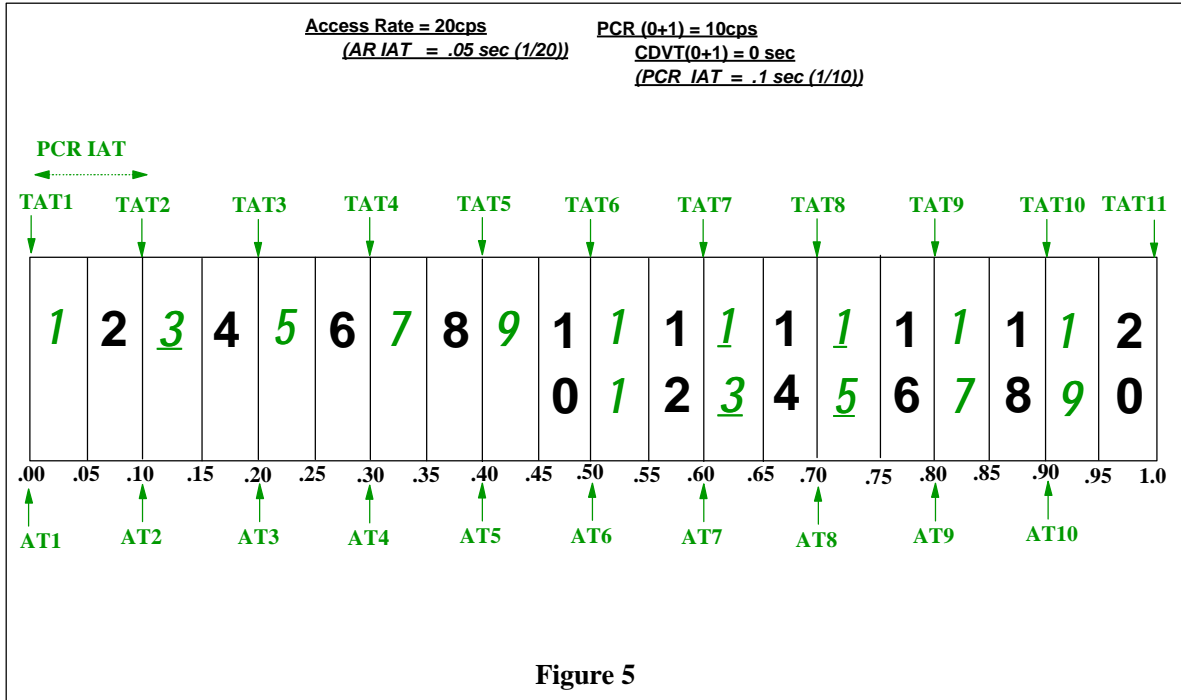 Access Rate = 20cps PCR (0+1) = 10cps
(AR IAT = .05 sec (1/20)) CDVT(0+1) = 0 sec
(PCR IAT = .1 sec (1/10))
PCR IAT
TAT1 TAT2 TAT3 TAT4 TAT5 TAT6 TAT7 TAT8 TAT9 TAT10 TAT11
1 2 3 4 5 6 7 8 9 10 11 12 13 14 15 16 17 18 19 20
.00 .05 .10 .15 .20 .25 .30 .35 .40 .45 .50 .55 .60 .65 .70 .75 .80 .85 .90 .95 1.0
AT1 AT2 AT3 AT4 AT5 AT6 AT7 AT8 AT9 AT10
Figure 5